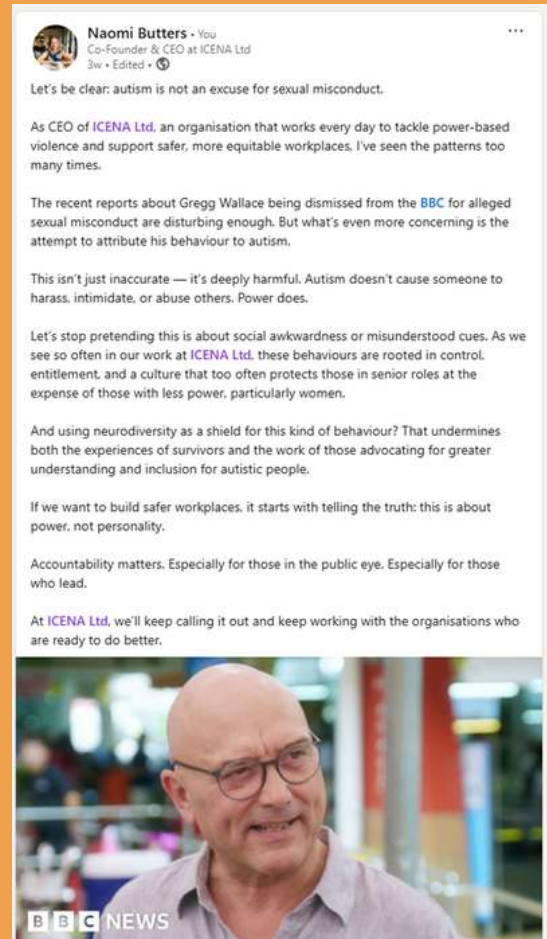 Naomi Butters • You
Co-Founder & CEO at ICENA Ltd
3w • Edited •
Let's be clear: autism is not an excuse for sexual misconduct.
As CEO of ICENA Ltd, an organisation that works every day to tackle power-based
violence and support safer, more equitable workplaces, I've seen the patterns too
many times.
The recent reports about Gregg Wallace being dismissed from the BBC for alleged
sexual misconduct are disturbing enough. But what's even more concerning is the
attempt to attribute his behaviour to autism.
This isn't just inaccurate — it's deeply harmful. Autism doesn't cause someone to
harass, intimidate, or abuse others. Power does.
Let's stop pretending this is about social awkwardness or misunderstood cues. As we
see so often in our work at ICENA Ltd, these behaviours are rooted in control,
entitlement, and a culture that too often protects those in senior roles at the
expense of those with less power, particularly women.
And using neurodiversity as a shield for this kind of behaviour? That undermines
both the experiences of survivors and the work of those advocating for greater
understanding and inclusion for autistic people.
If we want to build safer workplaces, it starts with telling the truth: this is about
power, not personality.
Accountability matters. Especially for those in the public eye. Especially for those
who lead.
At ICENA Ltd, we'll keep calling it out and keep working with the organisations who
are ready to do better.
BBC NEWS